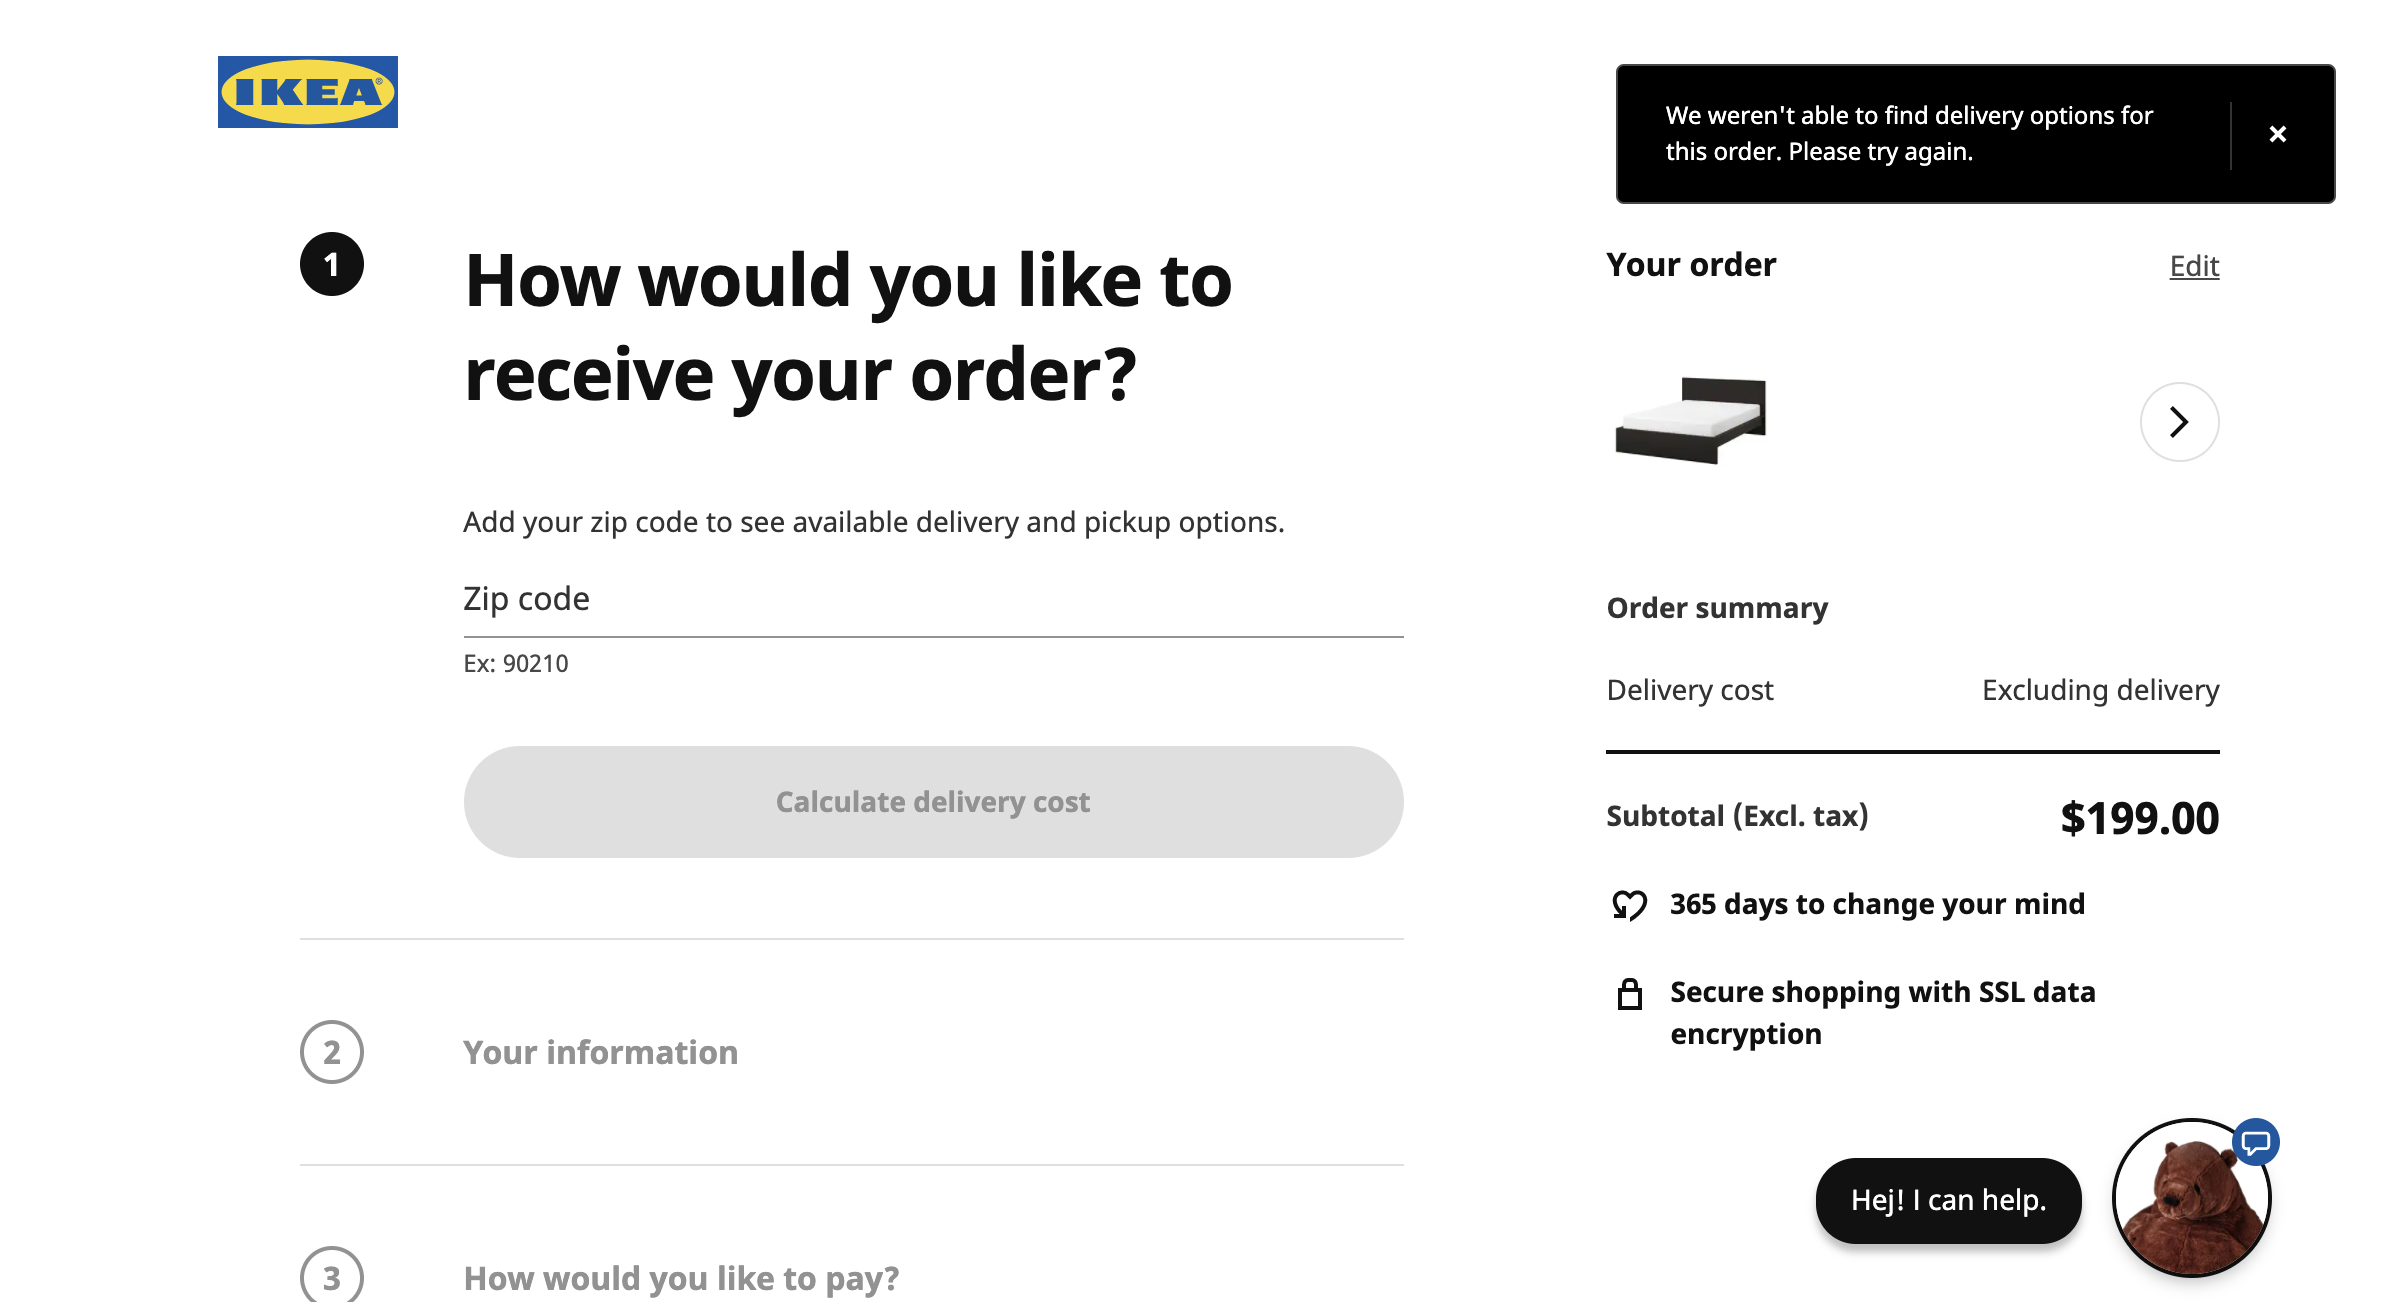 IKEA®
We weren't able to find delivery options for
this order. Please try again.
1
How would you like to
receive your order?
Add your zip code to see available delivery and pickup options.
Zip code
Ex: 90210
Calculate delivery cost
2
Your information
3
How would you like to pay?
Your order
Edit
Order summary
Delivery cost
Excluding delivery
Subtotal (Excl. tax)
$199.00
365 days to change your mind
Secure shopping with SSL data
encryption
Hej! I can help.